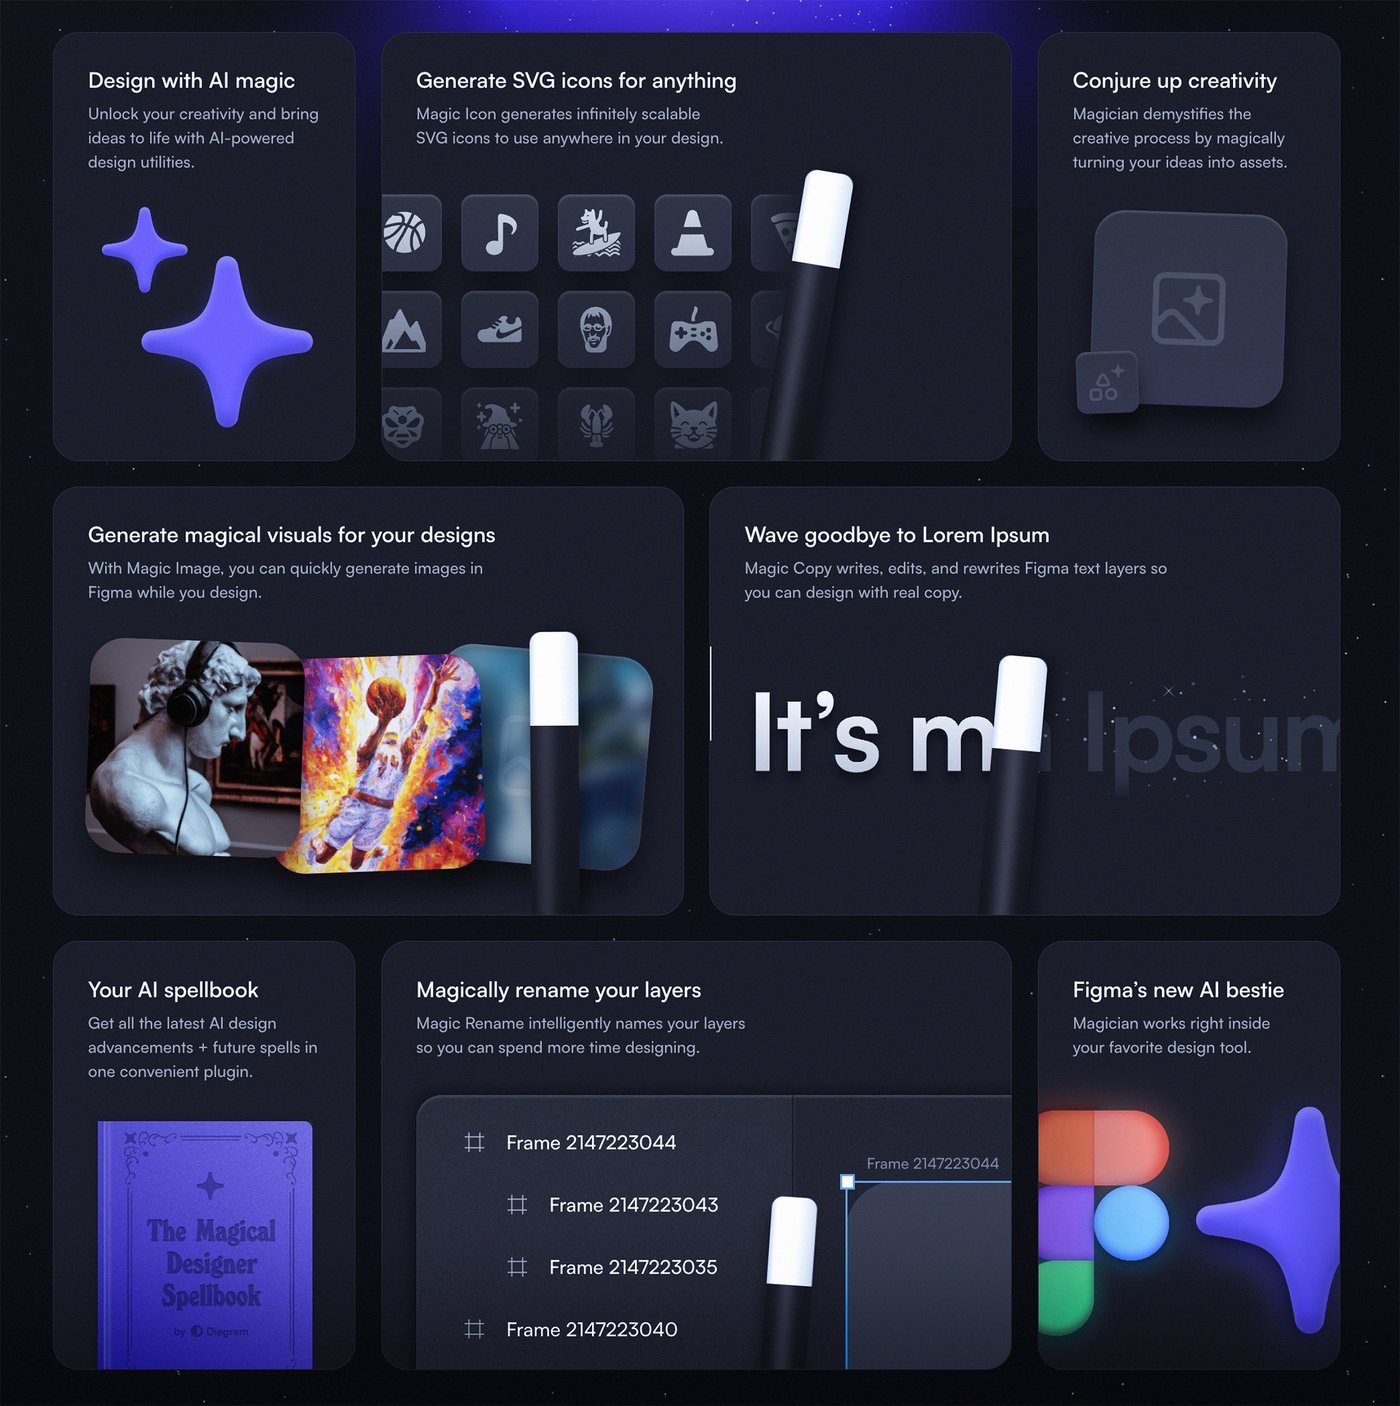 Design with AI magic
Unlock your creativity and bring
ideas to life with AI-powered
design utilities.
Generate SVG icons for anything
Magic Icon generates infinitely scalable
SVG icons to use anywhere in your design.
Conjure up creativity
Magician demystifies the
creative process by magically
turning your ideas into assets.
Generate magical visuals for your designs
With Magic Image, you can quickly generate images in
Figma while you design.
Wave goodbye to Lorem Ipsum
Magic Copy writes, edits, and rewrites Figma text layers so
you can design with real copy.
It’s m Ipsum
Your AI spellbook
Get all the latest AI design
advancements + future spells in
one convenient plugin.
The Magical
Designer
Spellbook
by Diagram
Magically rename your layers
Magic Rename intelligently names your layers
so you can spend more time designing.
Frame 2147223044
Frame 2147223044
Frame 2147223043
Frame 2147223035
Frame 2147223040
Figma’s new AI bestie
Magician works right inside
your favorite design tool.